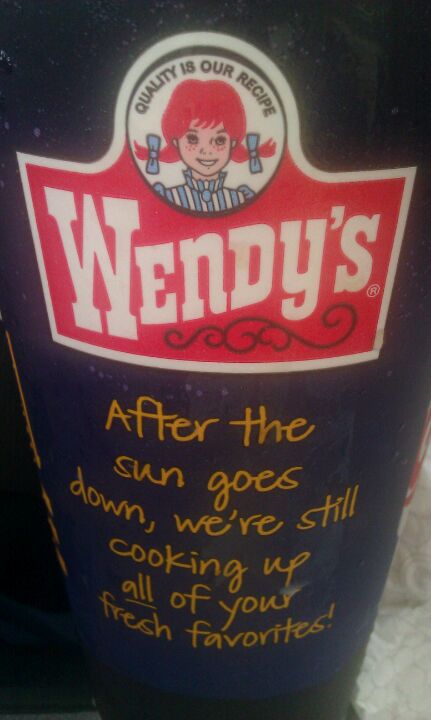 QUALITY IS OUR RECIPE
WENDY'S®
After the
sun goes
down, we're still
cooking up
all of your
fresh favorites!